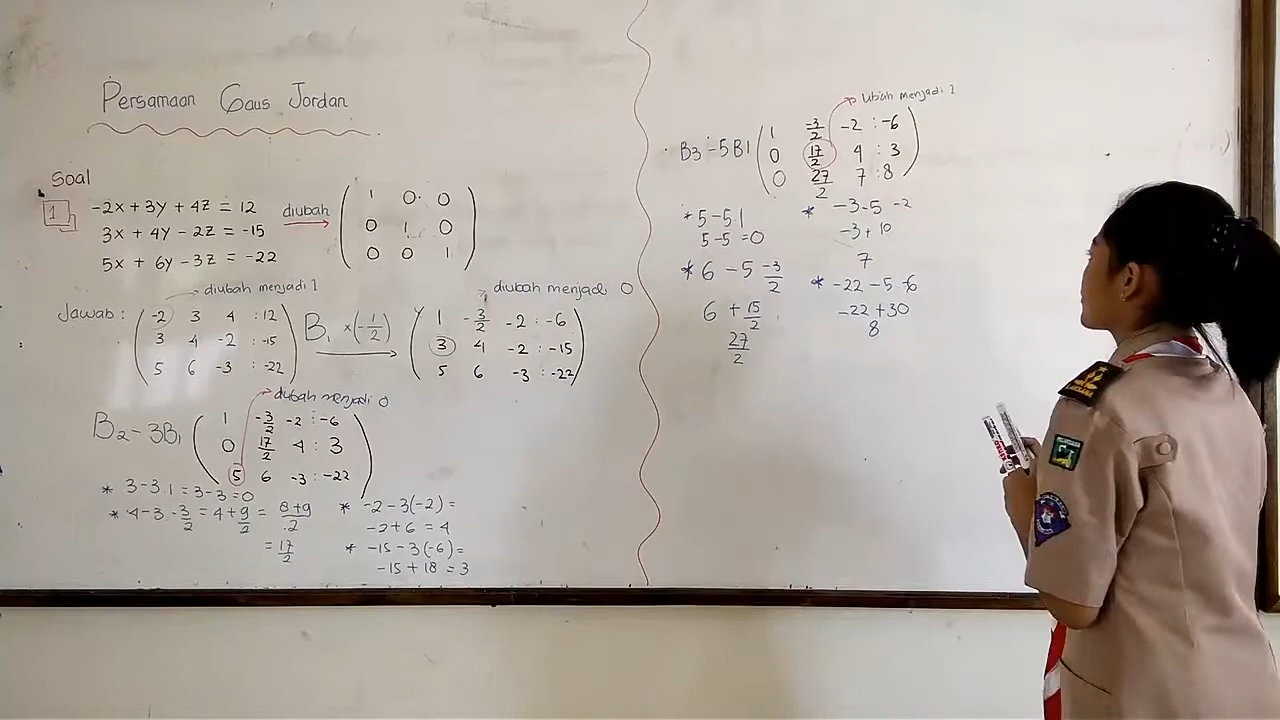 Persamaan Gaus Jordan
Soal
1
-2x + 3y + 4z = 12
3x + 4y - 2z = -15
5x + 6y - 3z = -22
diubah
1 0 0
0 1 0
0 0 1
diubah menjadi 1
Jawab :
-2 3 4 : 12
3 4 -2 : -15
5 6 -3 : -22
B1 x (-1/2)
diubah menjadi 0
1 -3/2 -2 : -6
3 4 -2 : -15
5 6 -3 : -22
diubah menjadi 0
B2 - 3B1
1 -3/2 -2 : -6
0 17/2 4 : 3
5 6 -3 : -22
* 3-3.1 = 3-3 = 0
* 4-3.-3/2 = 4 + 9/2 = 8+9/2
= 17/2
* -2 - 3(-2) =
-2 + 6 = 4
* -15 - 3(-6) =
-15 + 18 = 3
Ubah menjadi 1
B3 - 5B1
1 -3/2 -2 : -6
0 17/2 4 : 3
0 27/2 7 : 8
* 5 - 5.1
5 - 5 = 0
* 6 - 5 -3/2
6 + 15/2
27/2
* -3 - 5 -2
-3 + 10
7
* -22 - 5 -6
-22 + 30
8